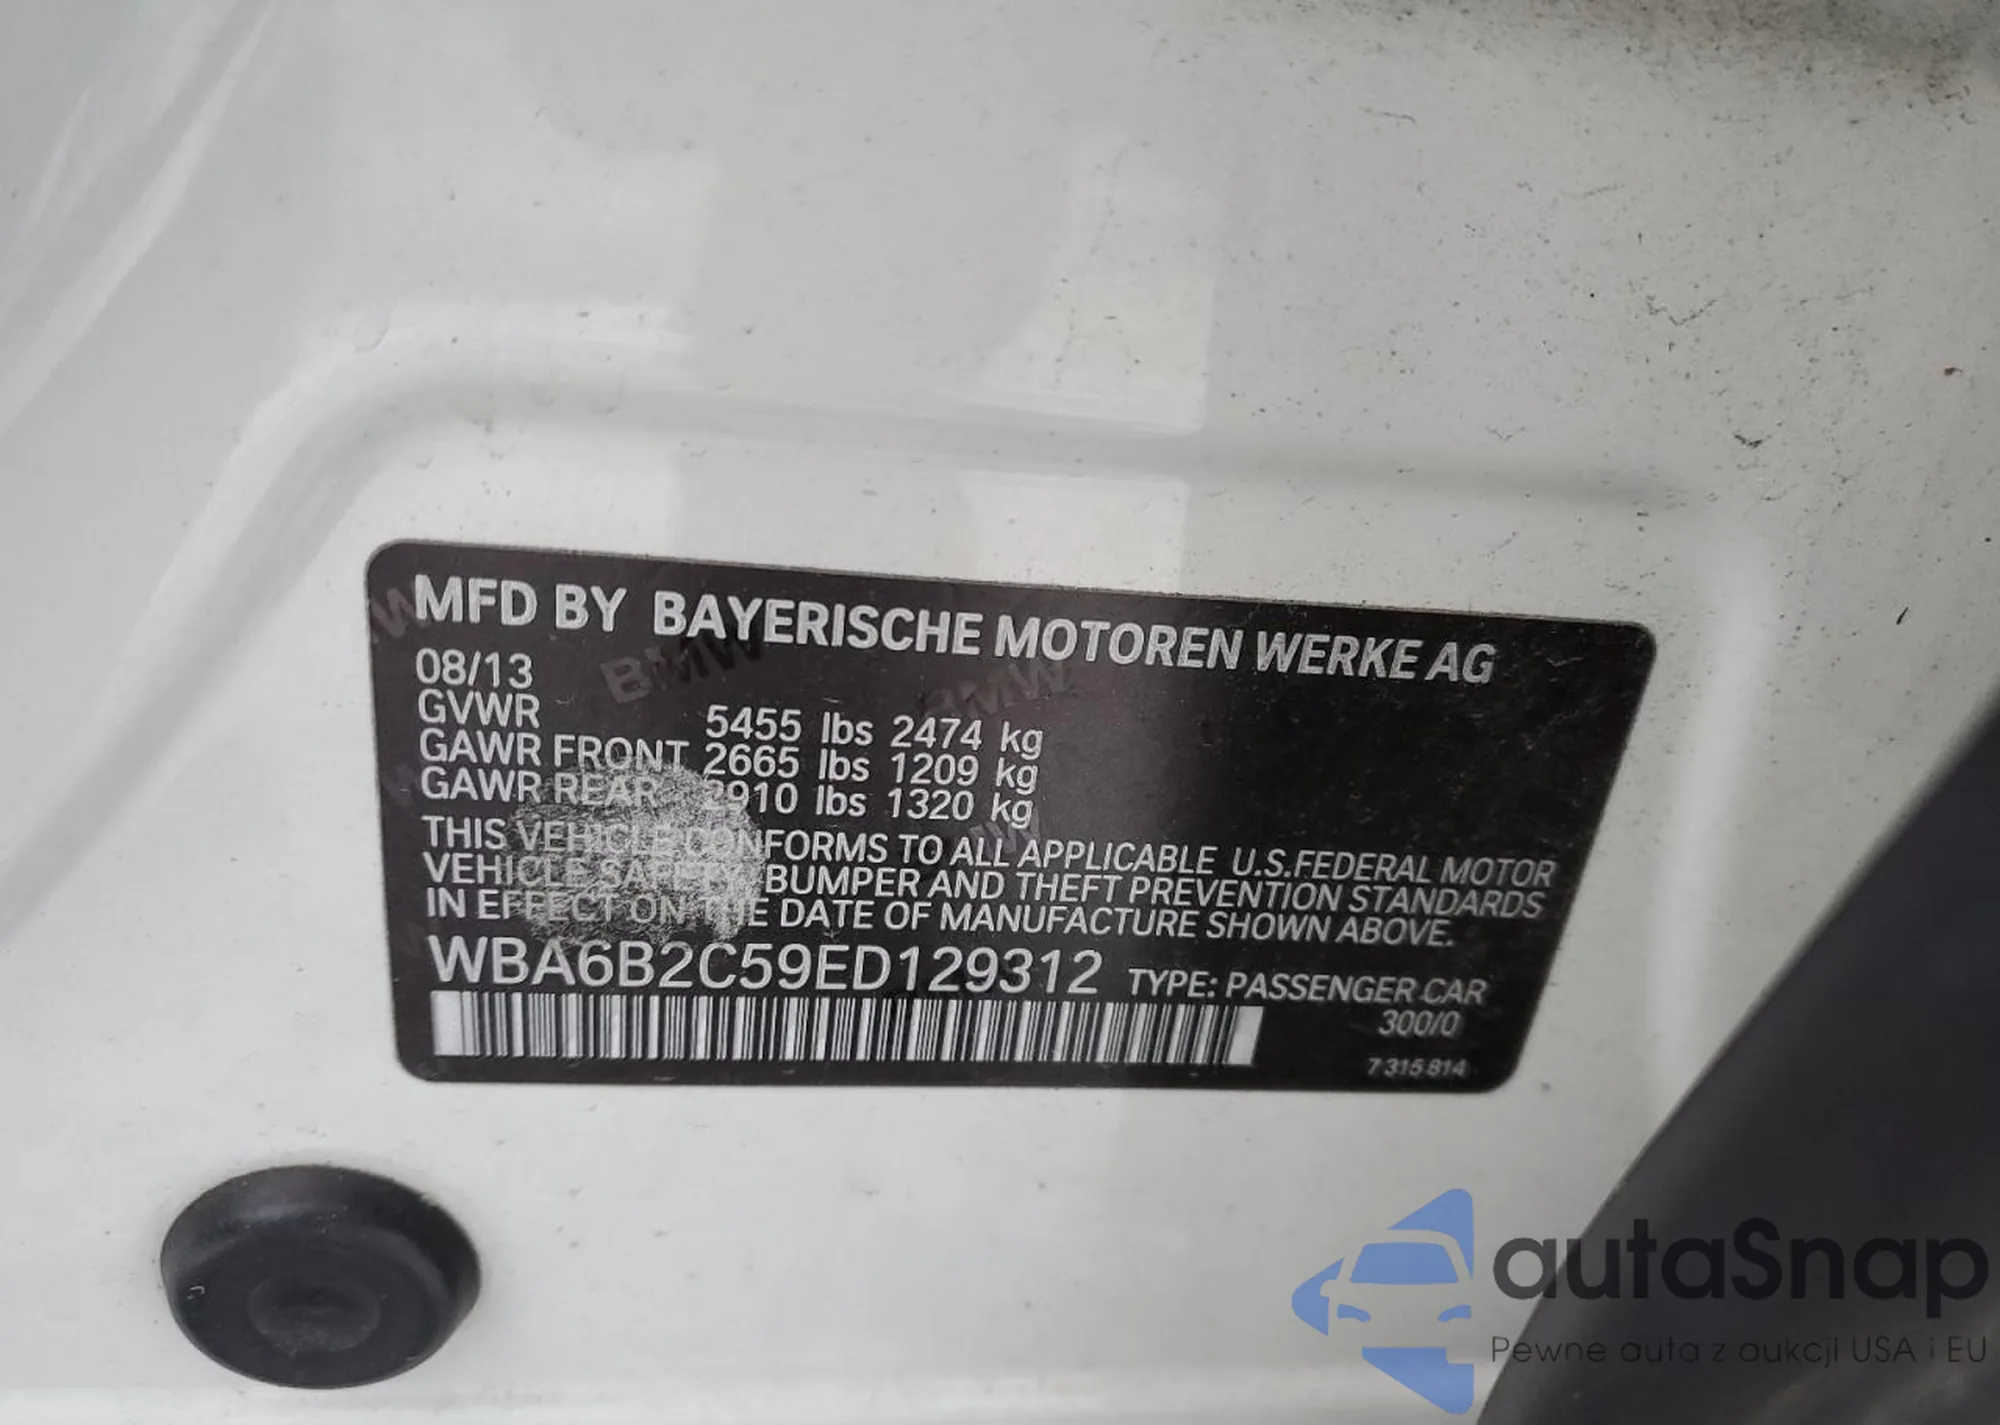 MFD BY BAYERISCHE MOTOREN WERKE AG
08/13
GVWR 5455 lbs 2474 kg
GAWR FRONT 2665 lbs 1209 kg
GAWR REAR 2910 lbs 1320 kg
THIS VEHICLE CONFORMS TO ALL APPLICABLE U.S.FEDERAL MOTOR
VEHICLE SAFETY, BUMPER AND THEFT PREVENTION STANDARDS
IN EFFECT ON THE DATE OF MANUFACTURE SHOWN ABOVE.
WBA6B2C59ED129312 TYPE: PASSENGER CAR
300/0
7 315 814
autoSnap
Pewne auta z aukcji USA i EU